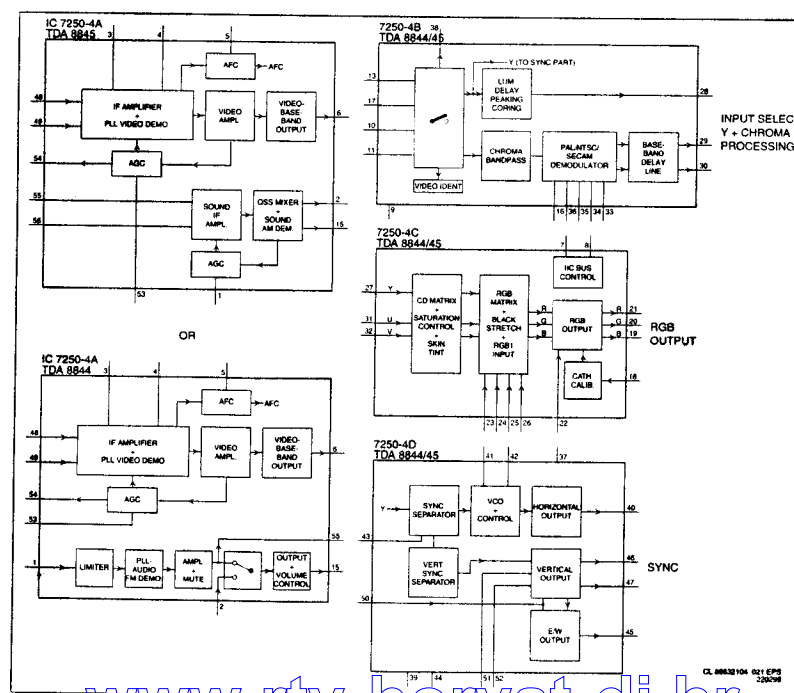 IC 7250-4A
TDA 8845
3
4
5
AFC
AFC
48
49
IF AMPLIFIER
+
PLL VIDEO DEMO
VIDEO
AMPL.
VIDEO-
BASE-
BAND
OUTPUT
6
54
AGC
55
56
SOUND
IF
AMPL.
QSS MIXER
+
SOUND
AM DEM.
2
15
AGC
53
1
OR
IC 7250-4A
TDA 8844
3
4
5
AFC
AFC
48
49
IF AMPLIFIER
+
PLL VIDEO DEMO
VIDEO
AMPL.
VIDEO-
BASE-
BAND
OUTPUT
6
54
AGC
53
55
1
LIMITER
PLL-
AUDIO
FM DEMO
AMPL
+
MUTE
OUTPUT
+
VOLUME
CONTROL
15
2
7250-4B
TDA 8844/45
38
13
17
10
11
Y (TO SYNC PART)
LUM
DELAY
PEAKING
CORING
28
CHROMA
BANDPASS
PAL/NTSC/
SECAM
DEMODULATOR
BASE-
BAND
DELAY
LINE
29
30
VIDEO IDENT
9
16
36
35
34
33
INPUT SELEC
Y + CHROMA
PROCESSING
7250-4C
TDA 8844/45
7
8
IIC BUS
CONTROL
27
Y
31
U
32
V
CD MATRIX
+
SATURATION
CONTROL
+
SKIN
TINT
RGB
MATRIX
+
BLACK
STRETCH
+
RGB1
INPUT
R
G
B
RGB
OUTPUT
R
G
B
21
20
19
CATH
CALIB.
18
23
24
25
26
22
RGB
OUTPUT
7250-4D
TDA 8844/45
41
42
37
Y
43
SYNC
SEPARATOR
VCO
+
CONTROL
HORIZONTAL
OUTPUT
40
VERT
SYNC
SEPARATOR
VERTICAL
OUTPUT
46
47
50
E/W
OUTPUT
45
39
44
51
52
SYNC
CL 86632104 021 EPS
220298